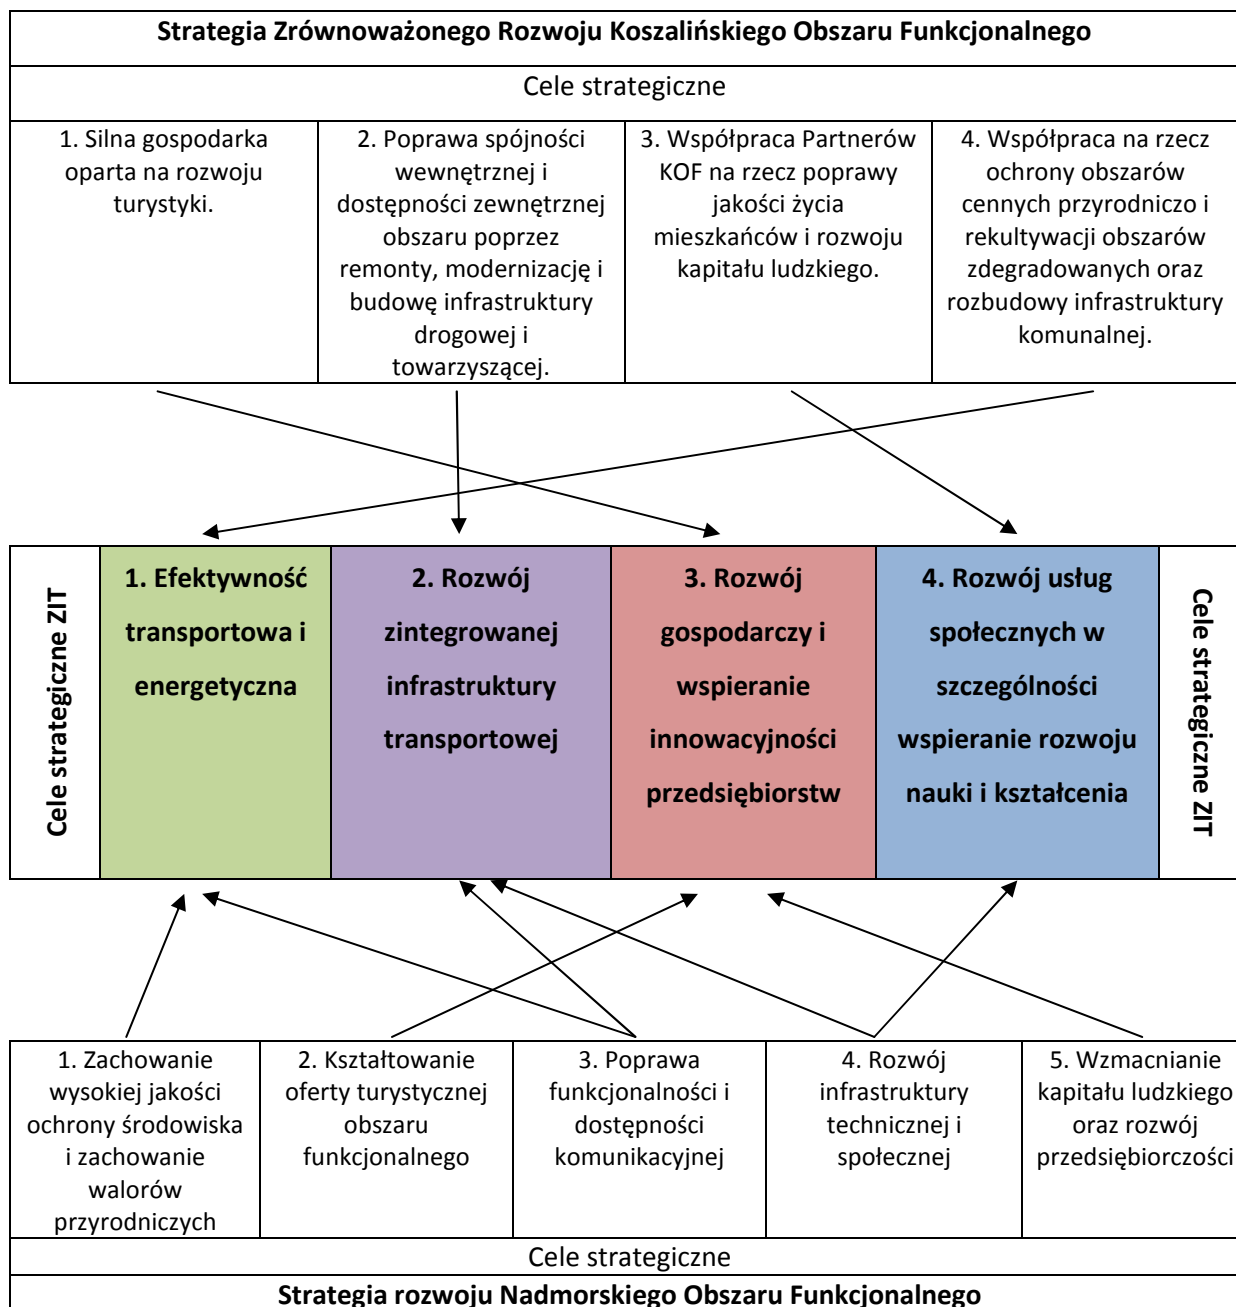 Strategia Zrównoważonego Rozwoju Koszalińskiego Obszaru Funkcjonalnego
Cele strategiczne
1. Silna gospodarka
oparta na rozwoju
turystyki.
2. Poprawa spójności
wewnętrznej i
dostępności zewnętrznej
obszaru poprzez
remonty, modernizację i
budowę infrastruktury
drogowej i
towarzyszącej.
3. Współpraca Partnerów
KOF na rzecz poprawy
jakości życia
mieszkańców i rozwoju
kapitału ludzkiego.
4. Współpraca na rzecz
ochrony obszarów
cennych przyrodniczo i
rekultywacji obszarów
zdegradowanych oraz
rozbudowy infrastruktury
komunalnej.
Cele strategiczne ZIT
1. Efektywność
transportowa i
energetyczna
2. Rozwój
zintegrowanej
infrastruktury
transportowej
3. Rozwój
gospodarczy i
wspieranie
innowacyjności
przedsiębiorstw
4. Rozwój usług
społecznych w
szczególności
wspieranie rozwoju
nauki i kształcenia
Cele strategiczne ZIT
1. Zachowanie
wysokiej jakości
ochrony środowiska
i zachowanie
walorów
przyrodniczych
2. Kształtowanie
oferty turystycznej
obszaru
funkcjonalnego
3. Poprawa
funkcjonalności i
dostępności
komunikacyjnej
4. Rozwój
infrastruktury
technicznej i
społecznej
5. Wzmacnianie
kapitału ludzkiego
oraz rozwój
przedsiębiorczości
Cele strategiczne
Strategia rozwoju Nadmorskiego Obszaru Funkcjonalnego